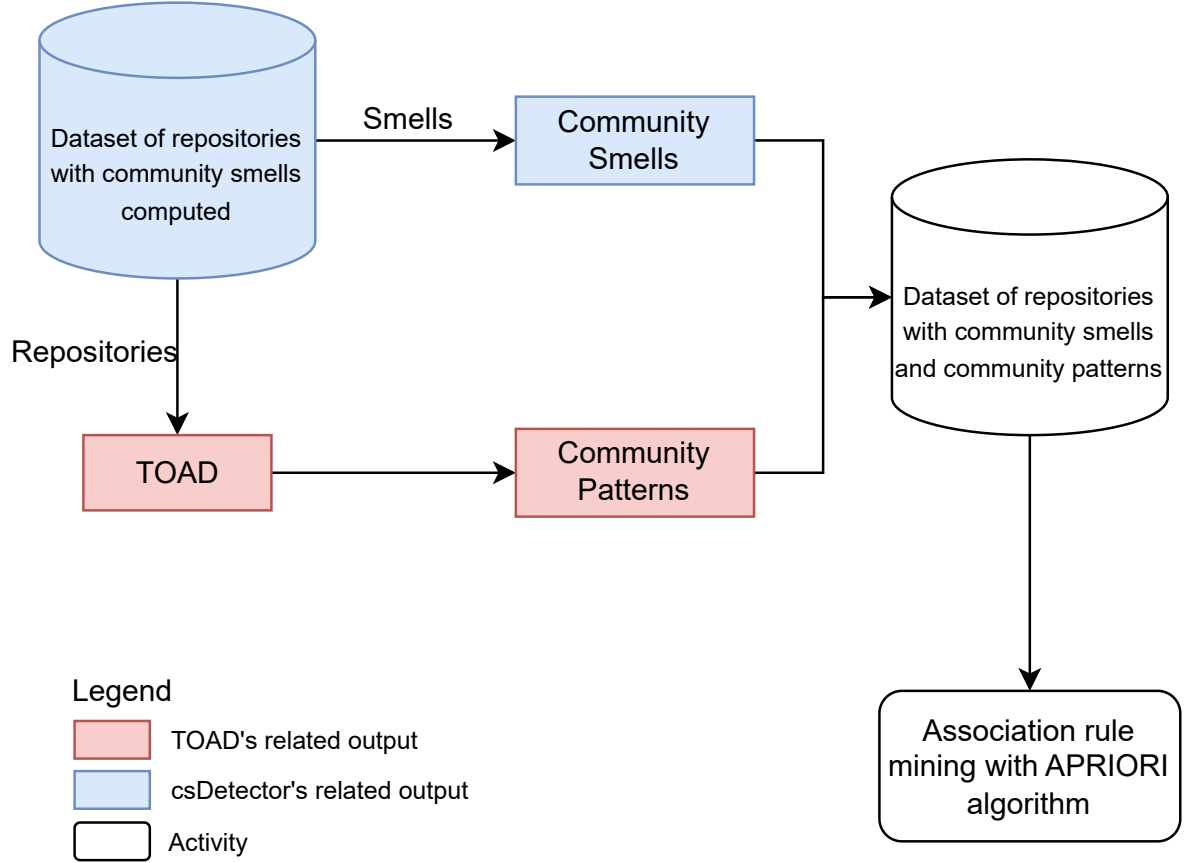 Dataset of repositories
with community smells
computed
Smells
Community
Smells
Dataset of repositories
with community smells
and community patterns
Repositories
TOAD
Community
Patterns
Legend
TOAD's related output
csDetector's related output
Activity
Association rule
mining with APRIORI
algorithm